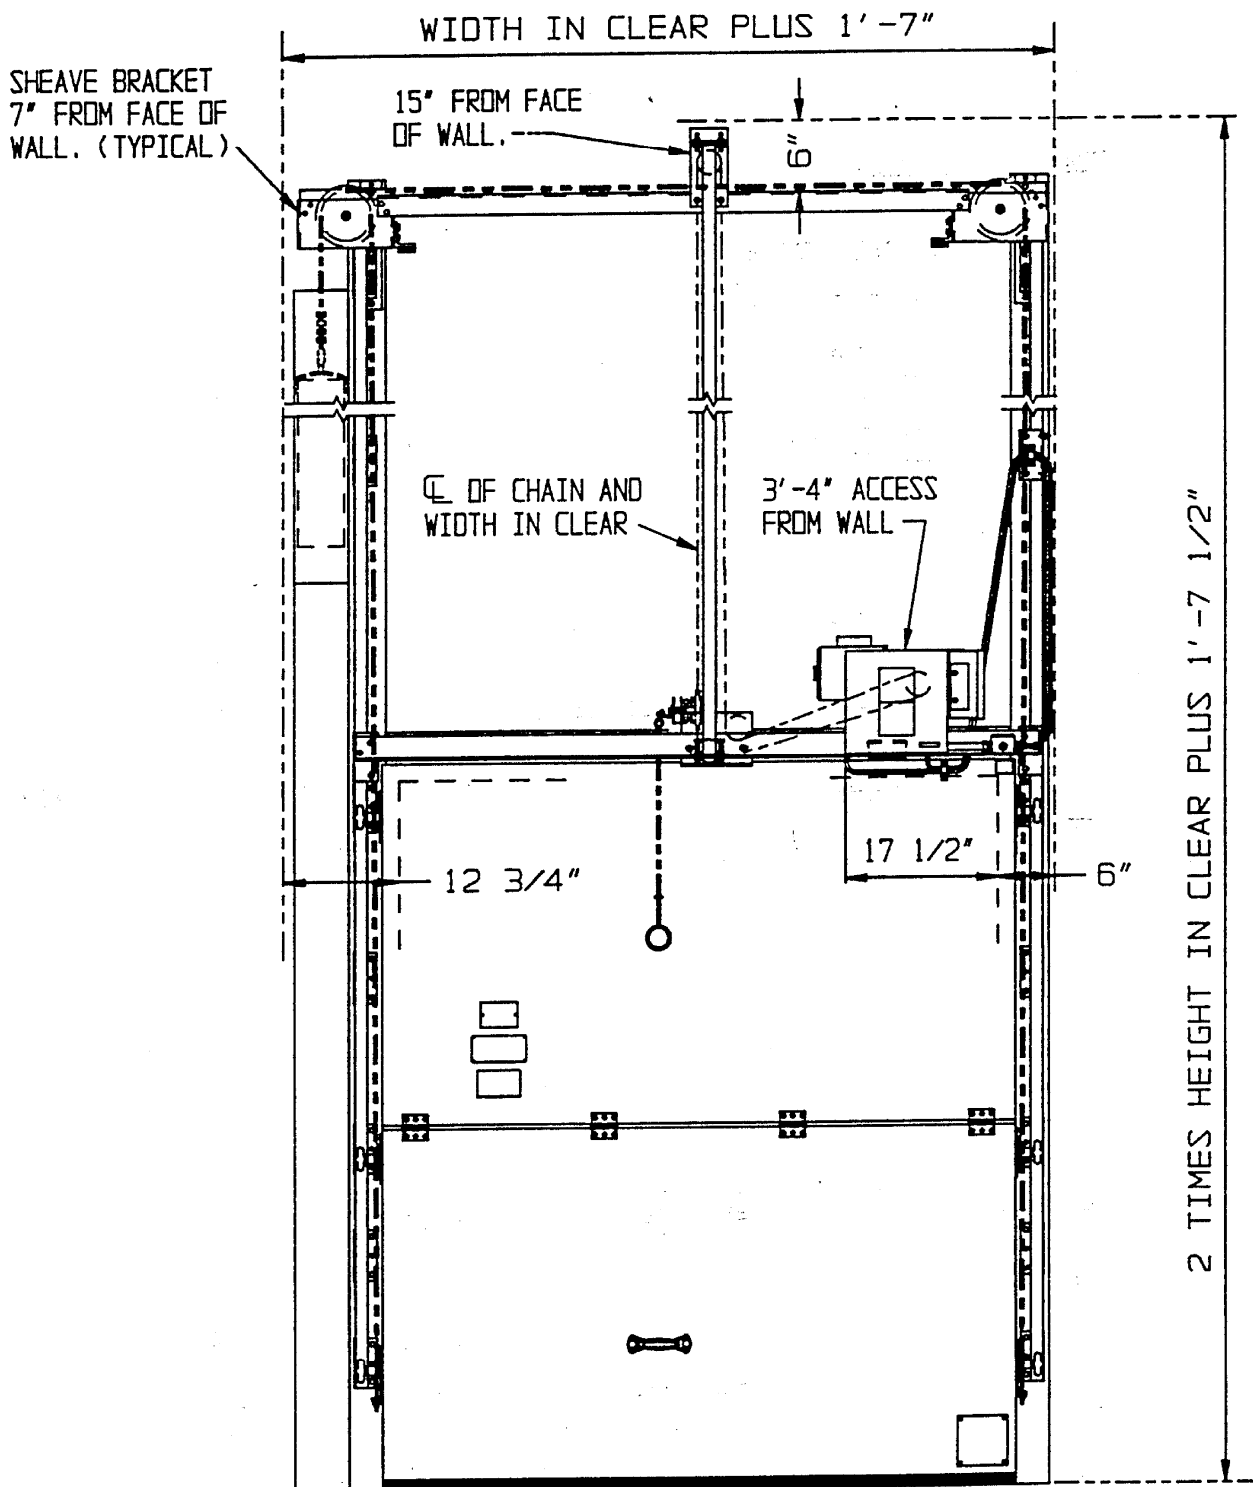 WIDTH IN CLEAR PLUS 1'-7"
SHEAVE BRACKET
7" FROM FACE OF
WALL. (TYPICAL)
15" FROM FACE
OF WALL.
6"
℄ OF CHAIN AND
WIDTH IN CLEAR
3'-4" ACCESS
FROM WALL
2 TIMES HEIGHT IN CLEAR PLUS 1'-7 1/2"
12 3/4"
17 1/2"
6"